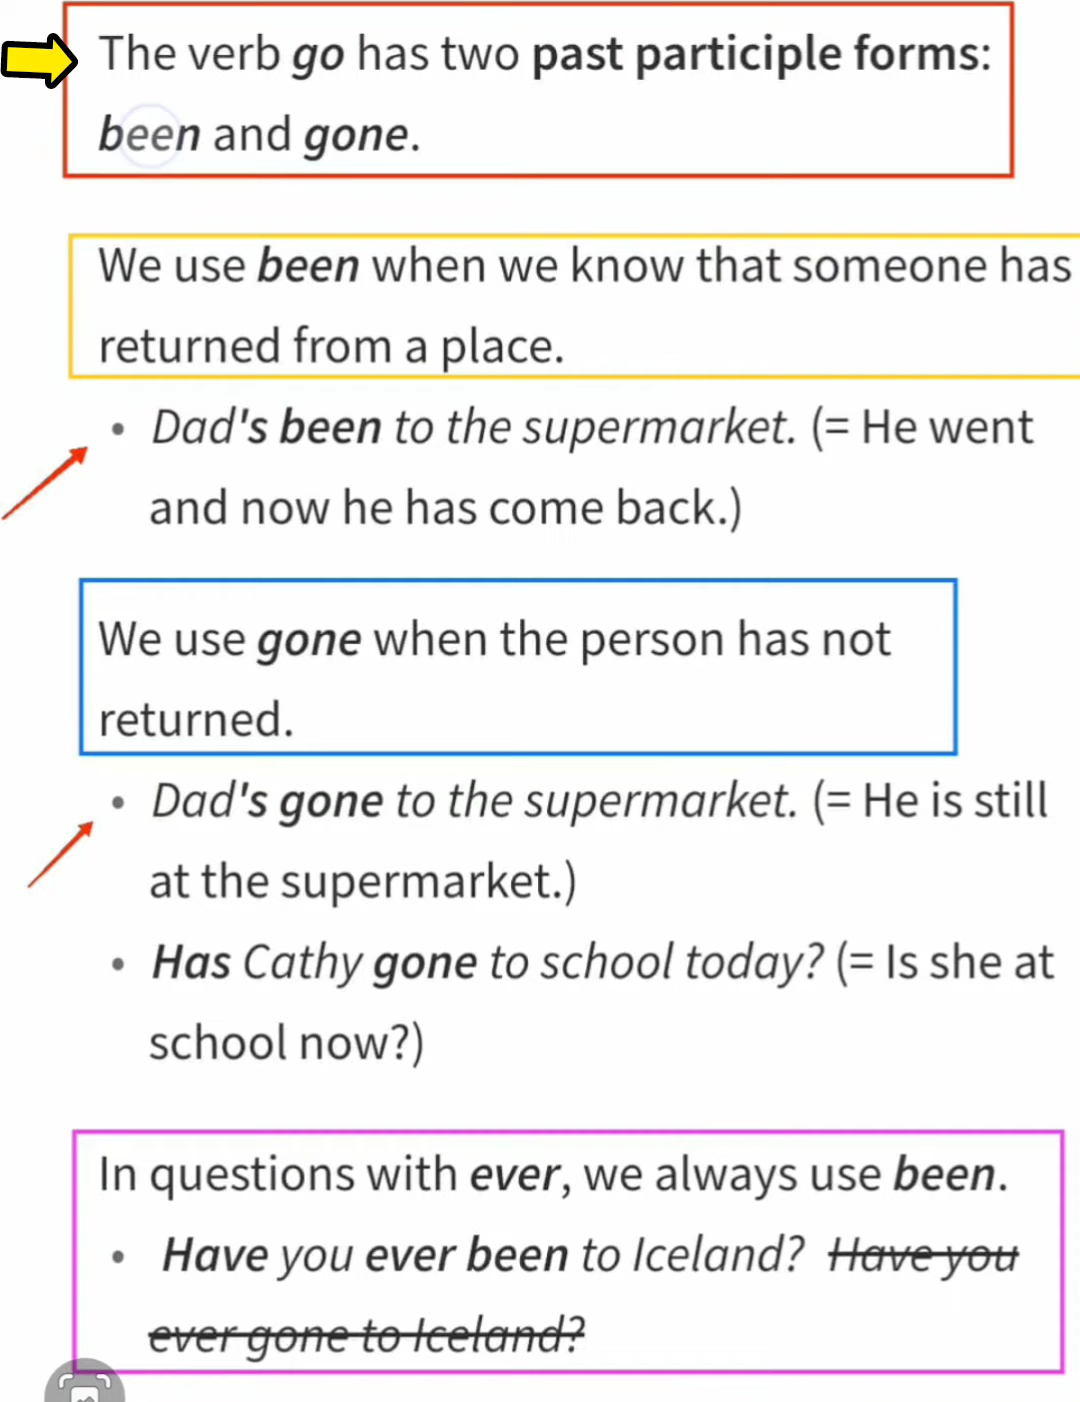 The verb go has two past participle forms:
been and gone.
We use been when we know that someone has
returned from a place.
• Dad's been to the supermarket. (= He went
and now he has come back.)
We use gone when the person has not
returned.
• Dad's gone to the supermarket. (= He is still
at the supermarket.)
• Has Cathy gone to school today? (= Is she at
school now?)
In questions with ever, we always use been.
• Have you ever been to Iceland? Have you
ever gone to Iceland?